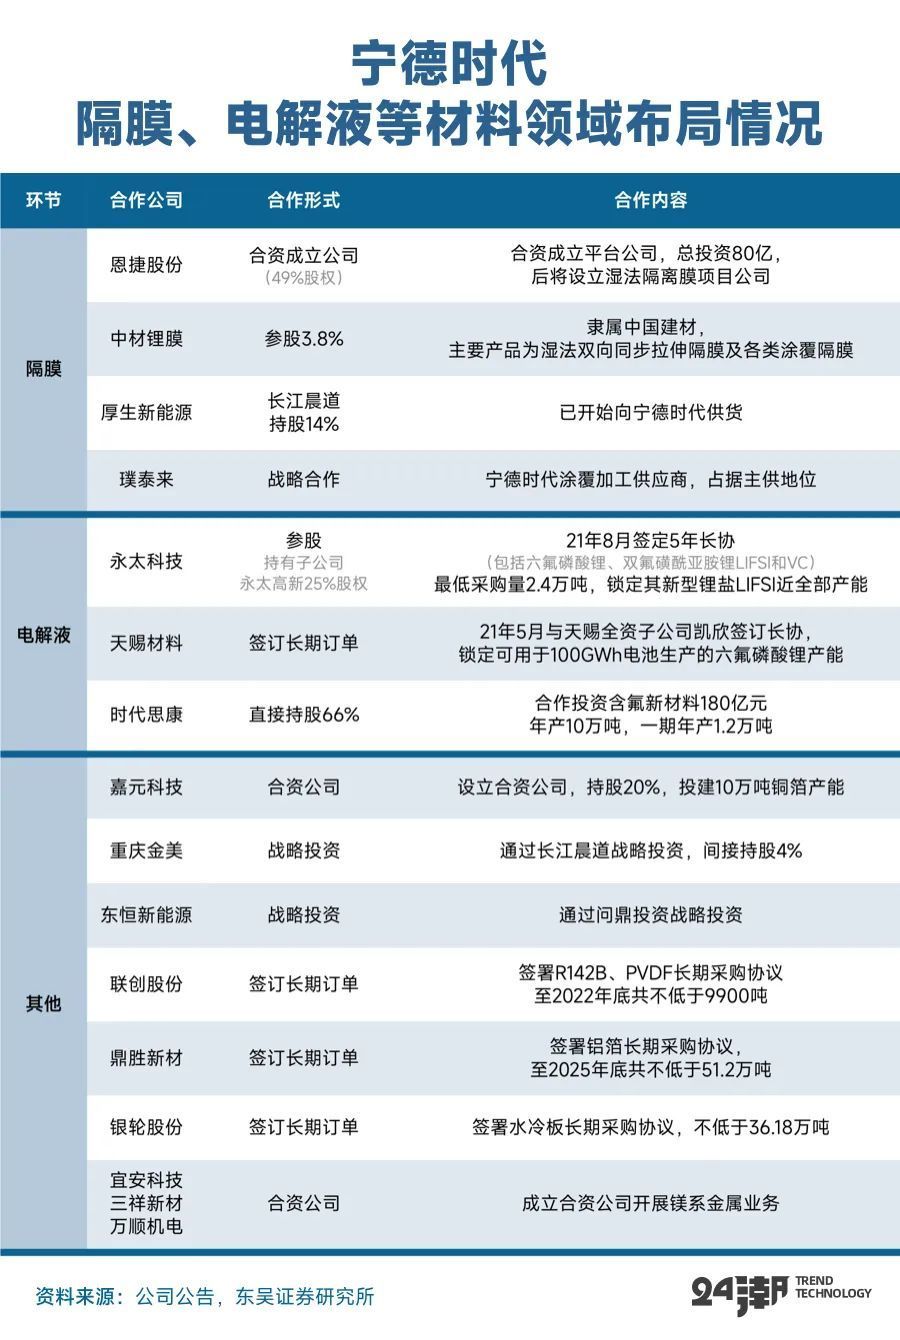 宁德时代
隔膜、电解液等材料领域布局情况
环节 合作公司 合作形式 合作内容
隔膜
恩捷股份
合资成立公司
（49%股权）
合资成立平台公司，总投资80亿，
后将设立湿法隔离膜项目公司
中材锂膜
参股3.8%
隶属中国建材，
主要产品为湿法双向同步拉伸隔膜及各类涂覆隔膜
厚生新能源
长江晨道
持股14%
已开始向宁德时代供货
璞泰来
战略合作
宁德时代涂覆加工供应商，占据主供地位
电解液
永太科技
参股
持有子公司
永太高新25%股权
21年8月签定5年长协
（包括六氟磷酸锂、双氟磺酰亚胺锂LIFSI和VC）
最低采购量2.4万吨，锁定其新型锂盐LIFSI近全部产能
天赐材料
签订长期订单
21年5月与天赐全资子公司凯欣签订长协，
锁定可用于100GWh电池生产的六氟磷酸锂产能
时代思康
直接持股66%
合作投资含氟新材料180亿元
年产10万吨，一期年产1.2万吨
其他
嘉元科技
合资公司
设立合资公司，持股20%，投建10万吨铜箔产能
重庆金美
战略投资
通过长江晨道战略投资，间接持股4%
东恒新能源
战略投资
通过问鼎投资战略投资
联创股份
签订长期订单
签署R142B、PVDF长期采购协议
至2022年底共不低于9900吨
鼎胜新材
签订长期订单
签署铝箔长期采购协议，
至2025年底共不低于51.2万吨
银轮股份
签订长期订单
签署水冷板长期采购协议，不低于36.18万吨
宜安科技
三祥新材
万顺机电
合资公司
成立合资公司开展镁系金属业务
资料来源：公司公告，东吴证券研究所
24潮 TREND
TECHNOLOGY